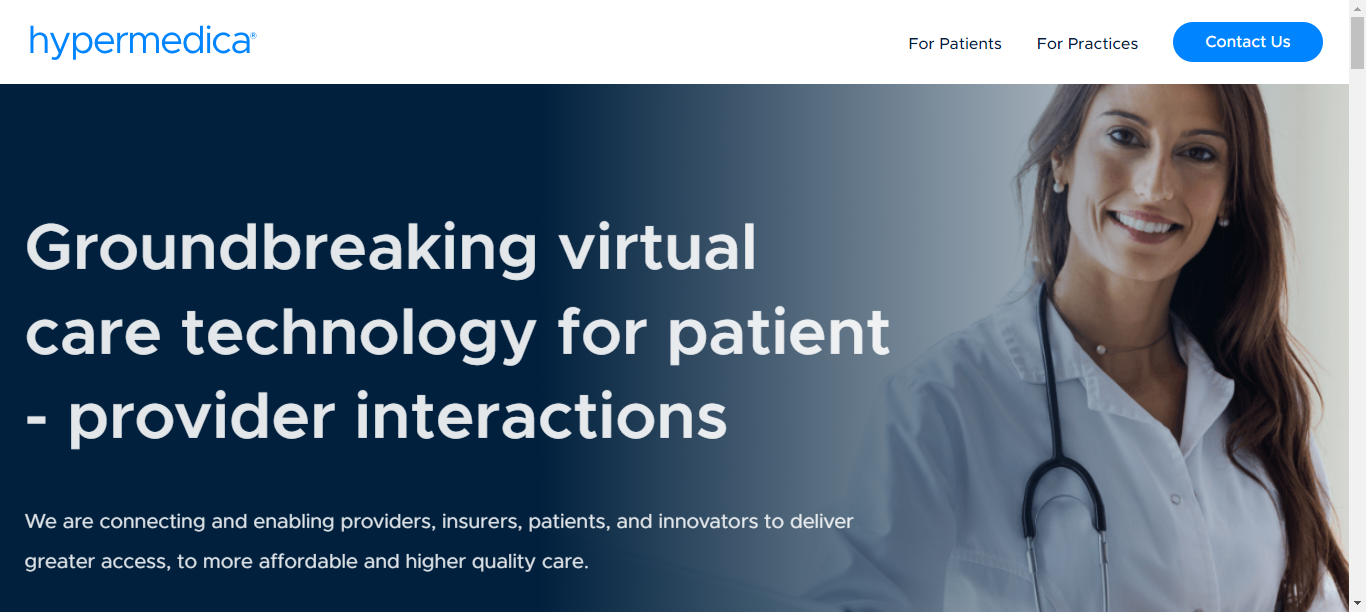 hypermedica®
For Patients
For Practices
Contact Us
Groundbreaking virtual
care technology for patient
- provider interactions
We are connecting and enabling providers, insurers, patients, and innovators to deliver
greater access, to more affordable and higher quality care.